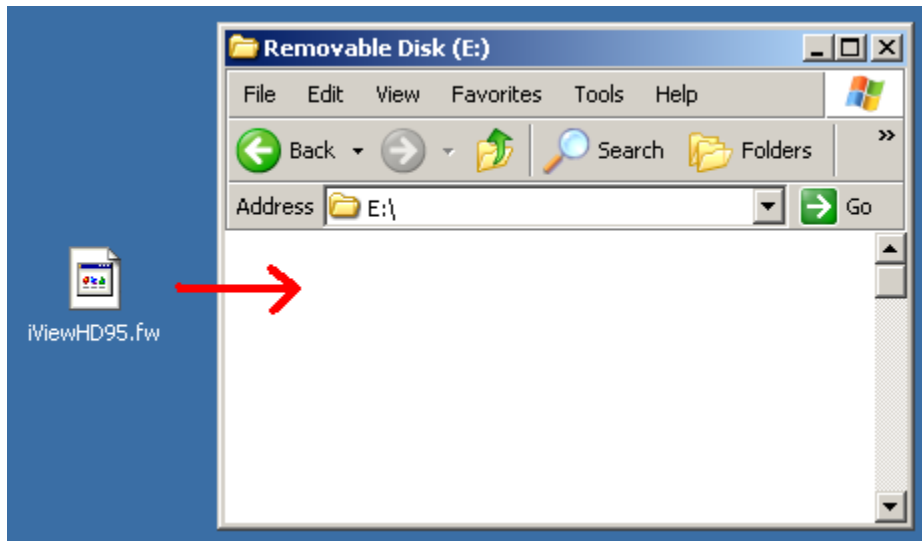 Removable Disk (E:)
File Edit View Favorites Tools Help
Back Search Folders »
Address E:\ Go
iViewHD95.fw